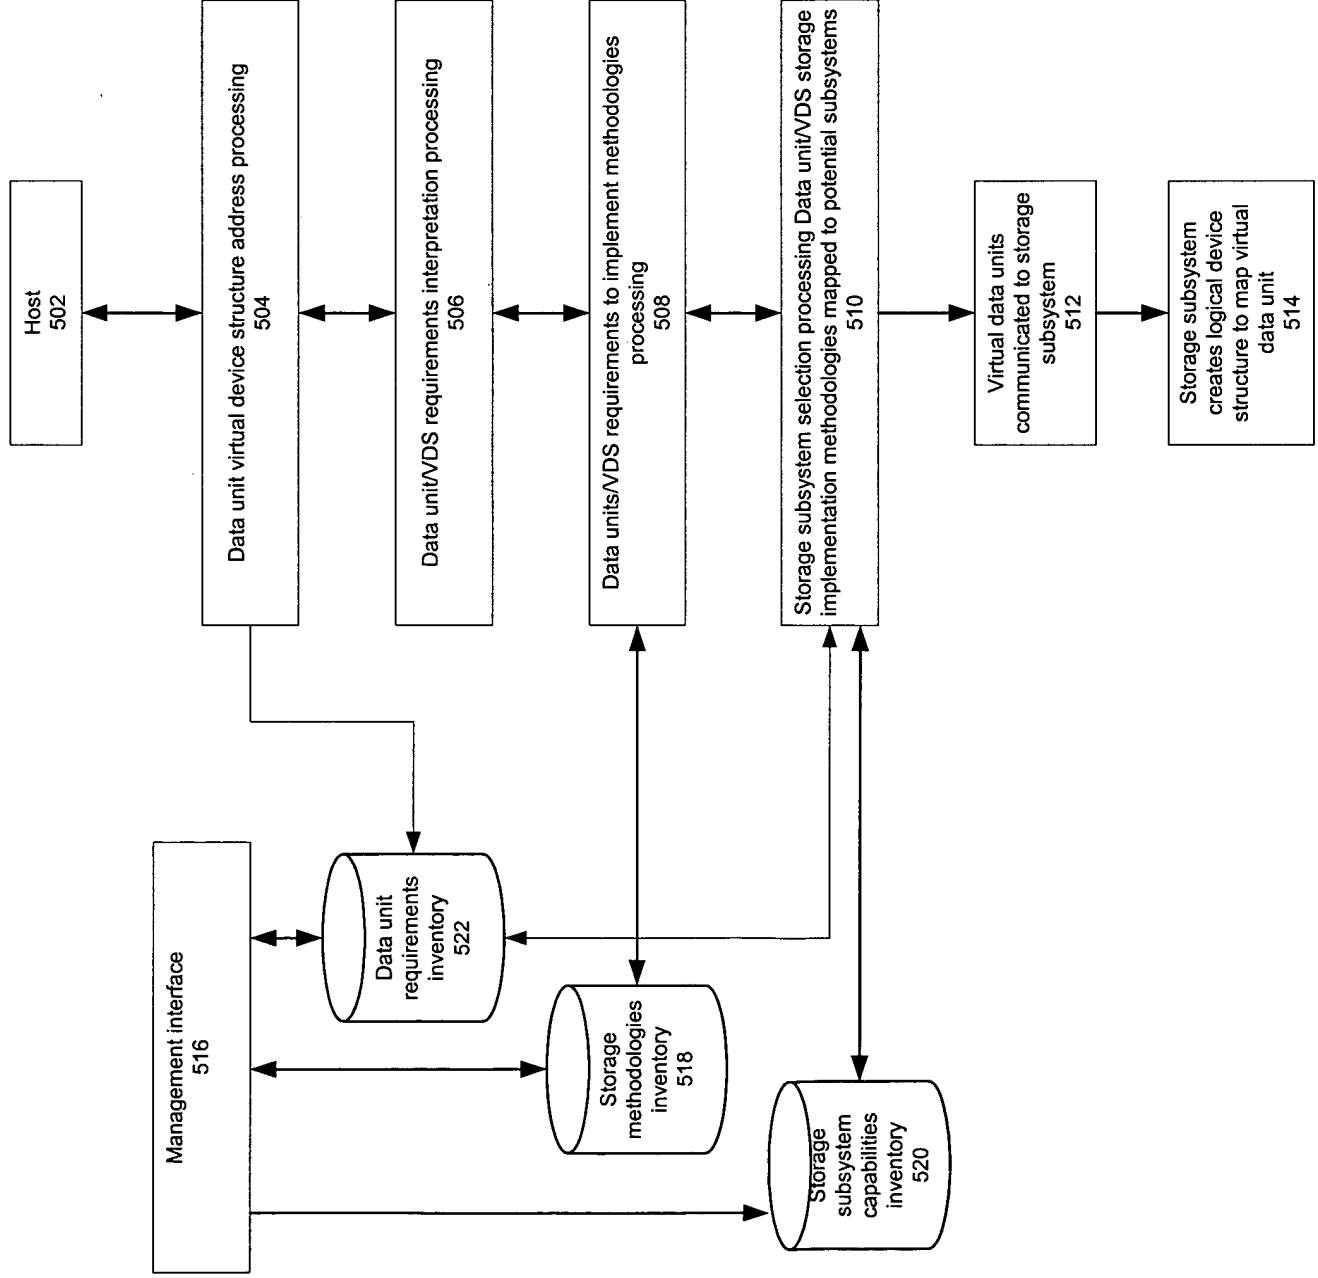 Host
502
Data unit virtual device structure address processing
504
Data unit/VDS requirements interpretation processing
506
Data units/VDS requirements to implement methodologies
processing
508
Storage subsystem selection processing Data unit/VDS storage
implementation methodologies mapped to potential subsystems
510
Virtual data units
communicated to storage
subsystem
512
Storage subsystem
creates logical device
structure to map virtual
data unit
514
Management interface
516
Data unit
requirements
inventory
522
Storage
methodologies
inventory
518
Storage
subsystem
capabilities
inventory
520